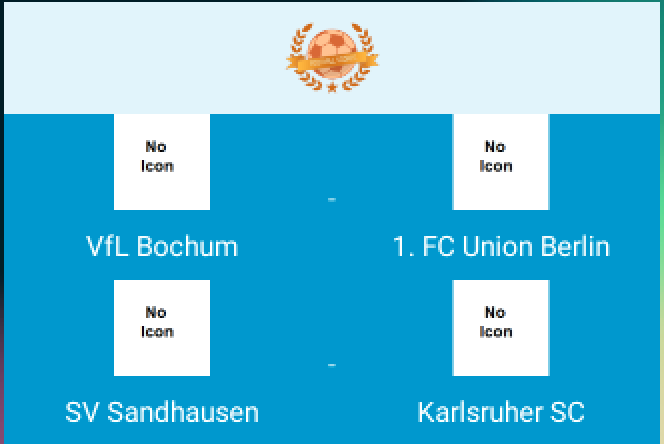 No
Icon
No
Icon
-
VfL Bochum
1. FC Union Berlin
No
Icon
No
Icon
-
SV Sandhausen
Karlsruher SC